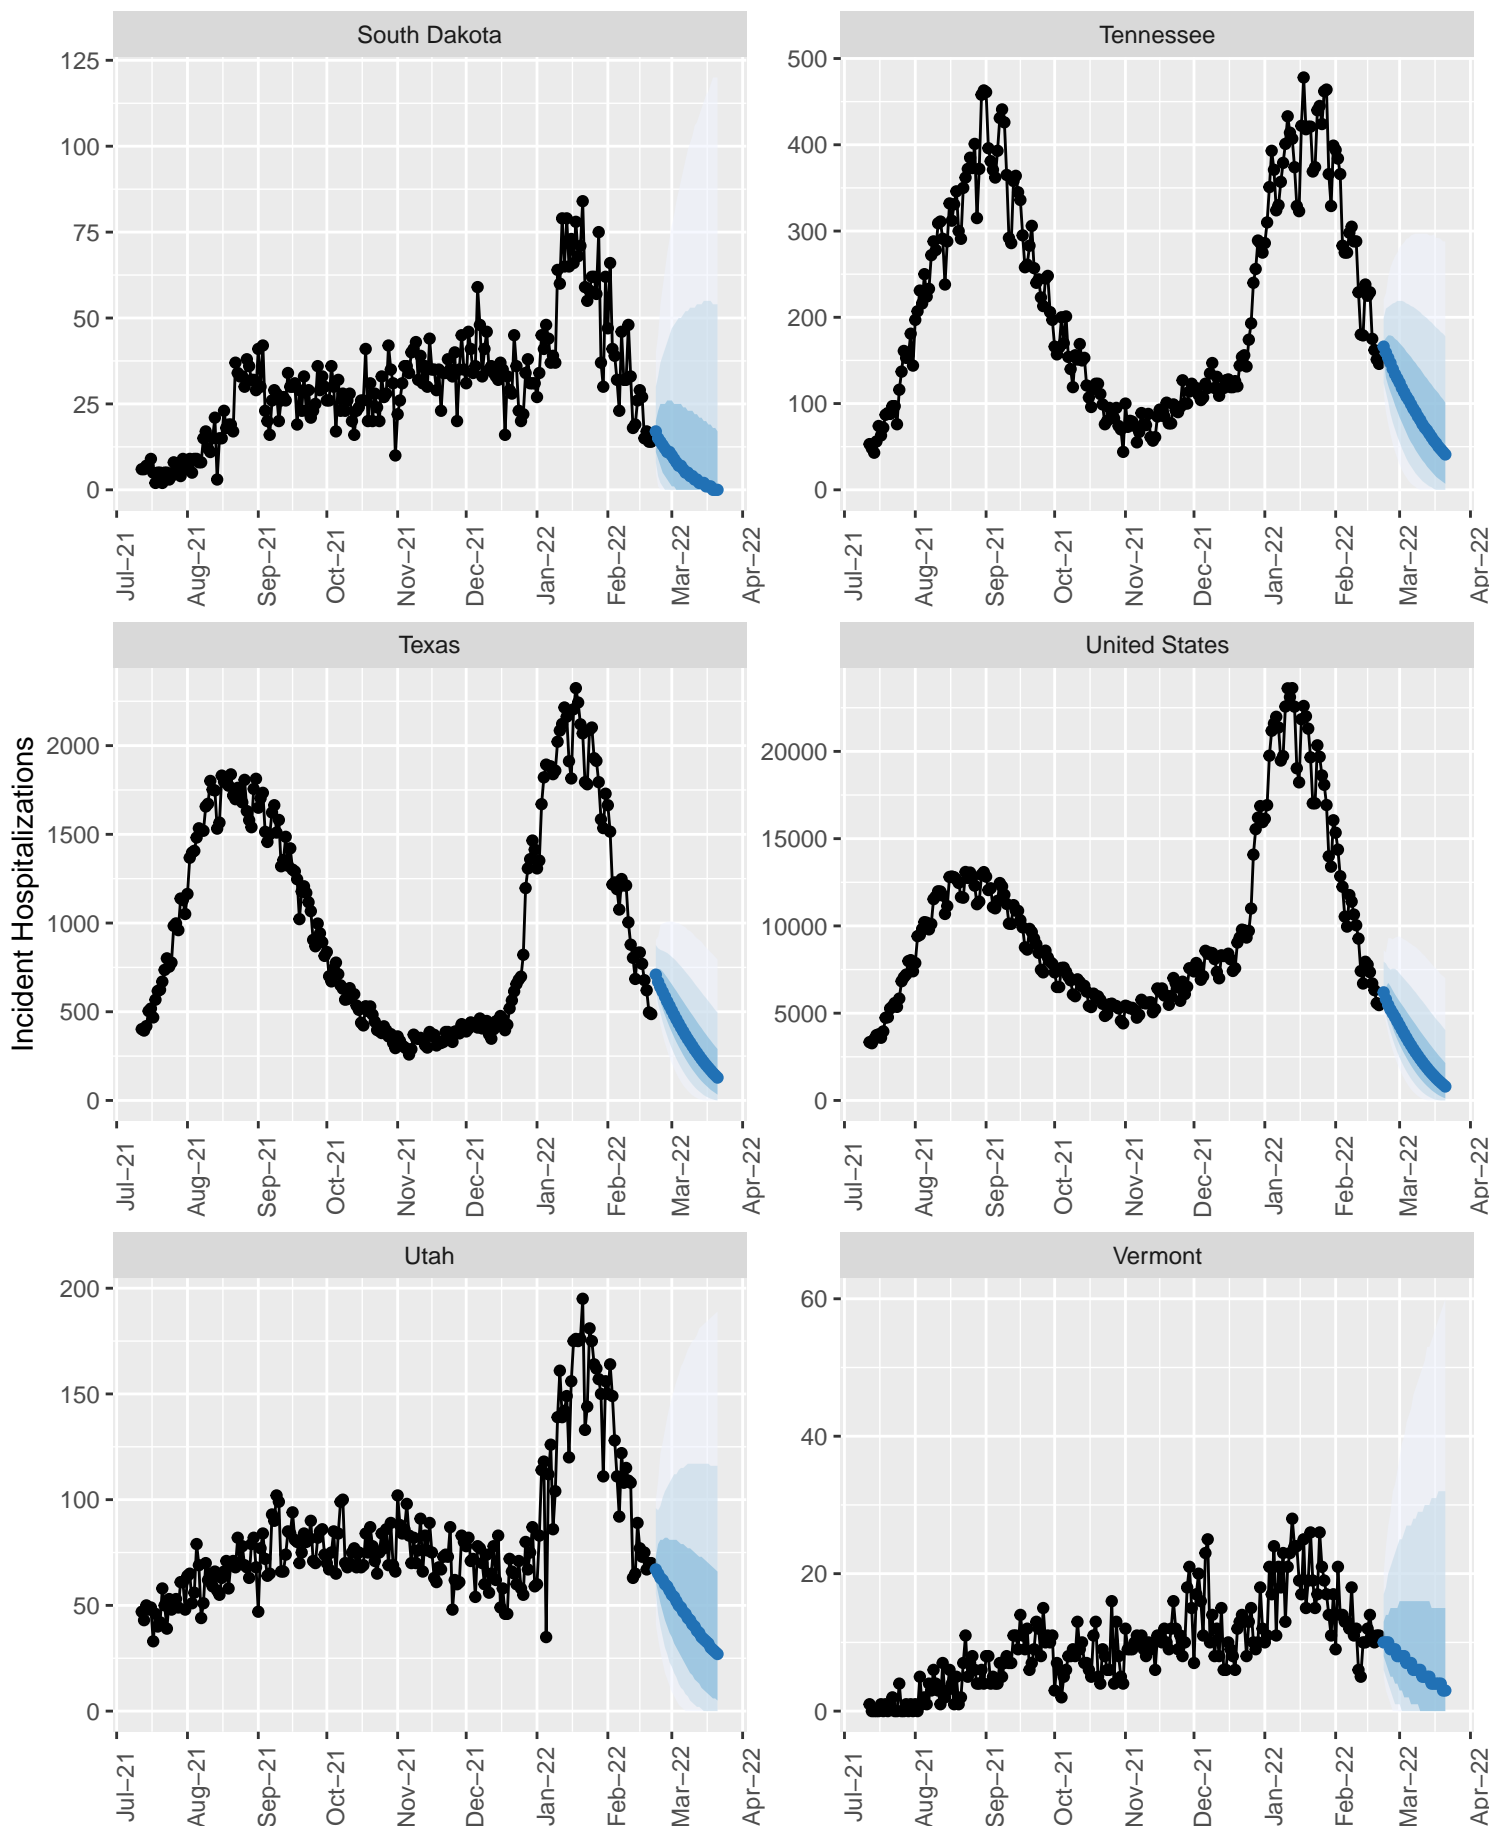 South Dakota
Tennessee
125
100
75
50
25
0
500
400
300
200
100
0
Jul−21
Aug−21
Sep−21
Oct−21
Nov−21
Dec−21
Jan−22
Feb−22
Mar−22
Apr−22
Jul−21
Aug−21
Sep−21
Oct−21
Nov−21
Dec−21
Jan−22
Feb−22
Mar−22
Apr−22
Incident Hospitalizations
Texas
United States
2000
1500
1000
500
0
20000
15000
10000
5000
0
Jul−21
Aug−21
Sep−21
Oct−21
Nov−21
Dec−21
Jan−22
Feb−22
Mar−22
Apr−22
Jul−21
Aug−21
Sep−21
Oct−21
Nov−21
Dec−21
Jan−22
Feb−22
Mar−22
Apr−22
Utah
Vermont
200
150
100
50
0
60
40
20
0
Jul−21
Aug−21
Sep−21
Oct−21
Nov−21
Dec−21
Jan−22
Feb−22
Mar−22
Apr−22
Jul−21
Aug−21
Sep−21
Oct−21
Nov−21
Dec−21
Jan−22
Feb−22
Mar−22
Apr−22